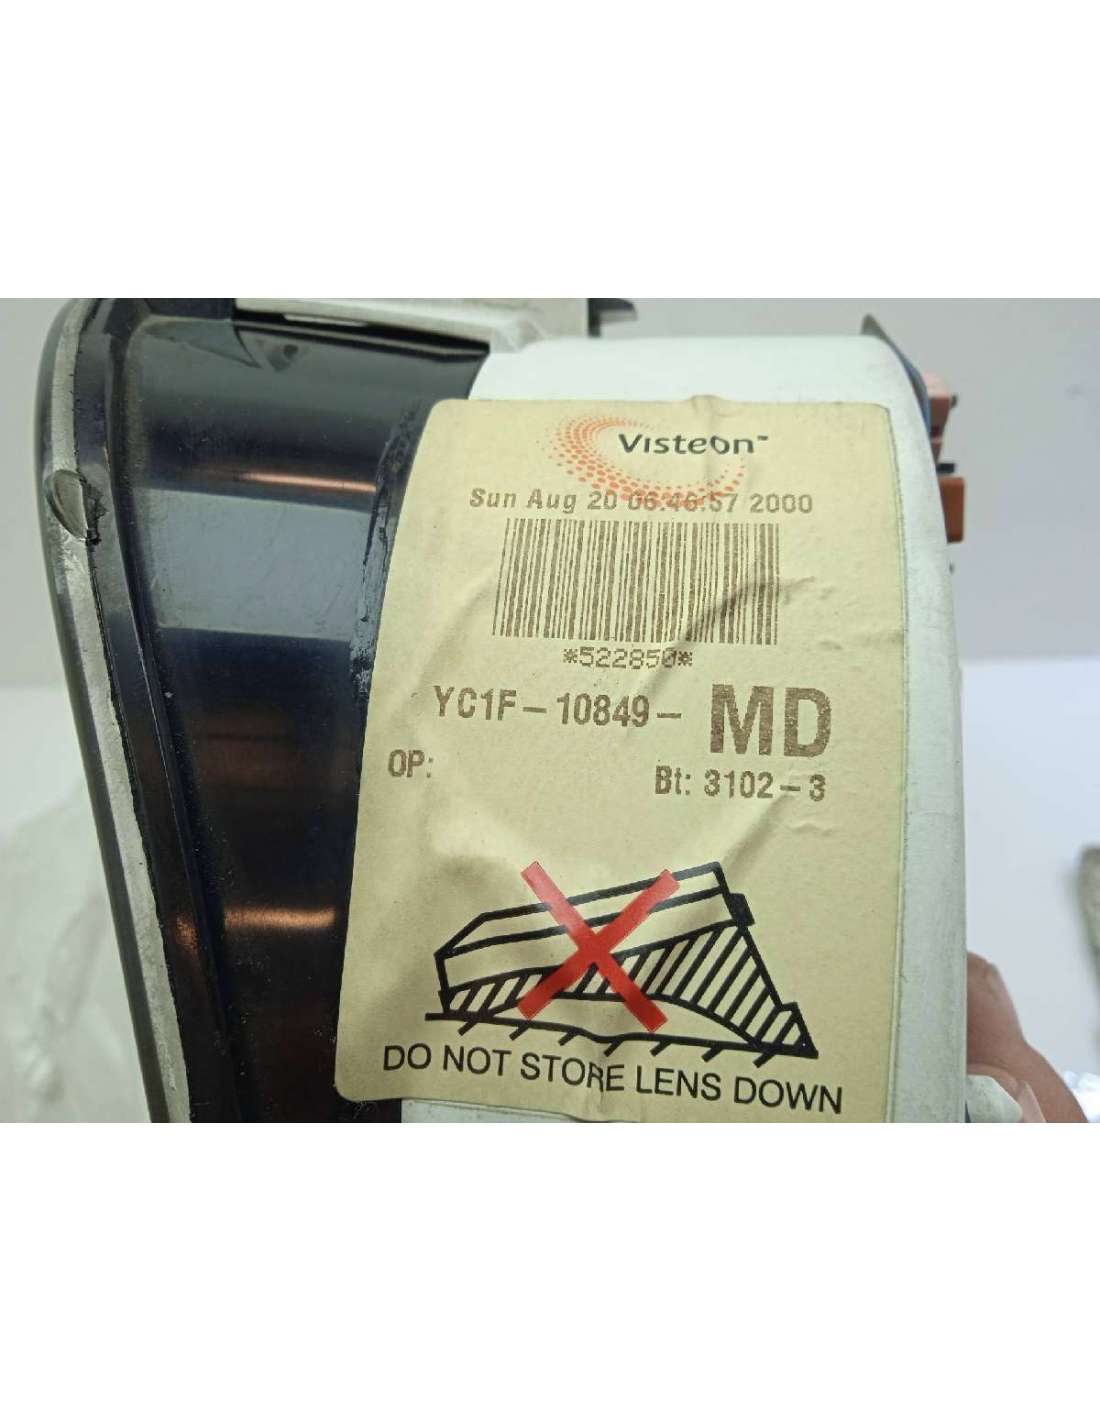 Visteon™
Sun Aug 20 06:46:57 2000
*522850*
YC1F-10849-MD
OP:
Bt: 3102-3
DO NOT STORE LENS DOWN